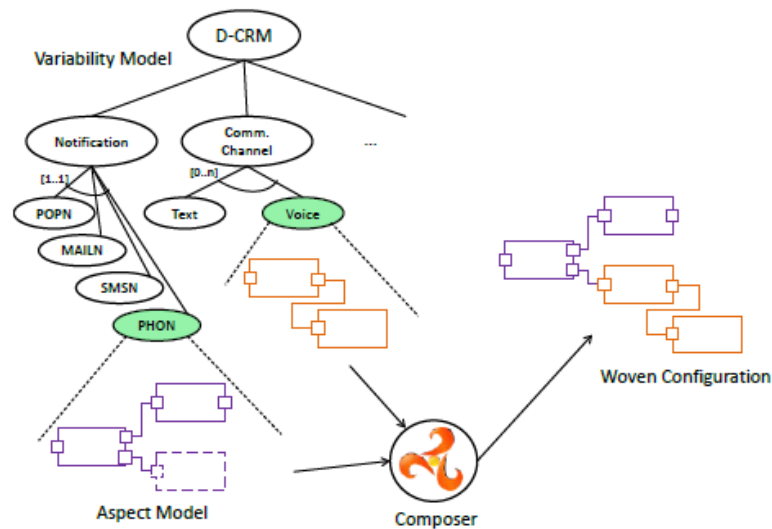 D-CRM
Variability Model
Notification
Comm.
Channel
...
[1..1]
[0..n]
POPN
Text
Voice
MAILN
SMSN
PHON
Woven Configuration
Aspect Model
Composer